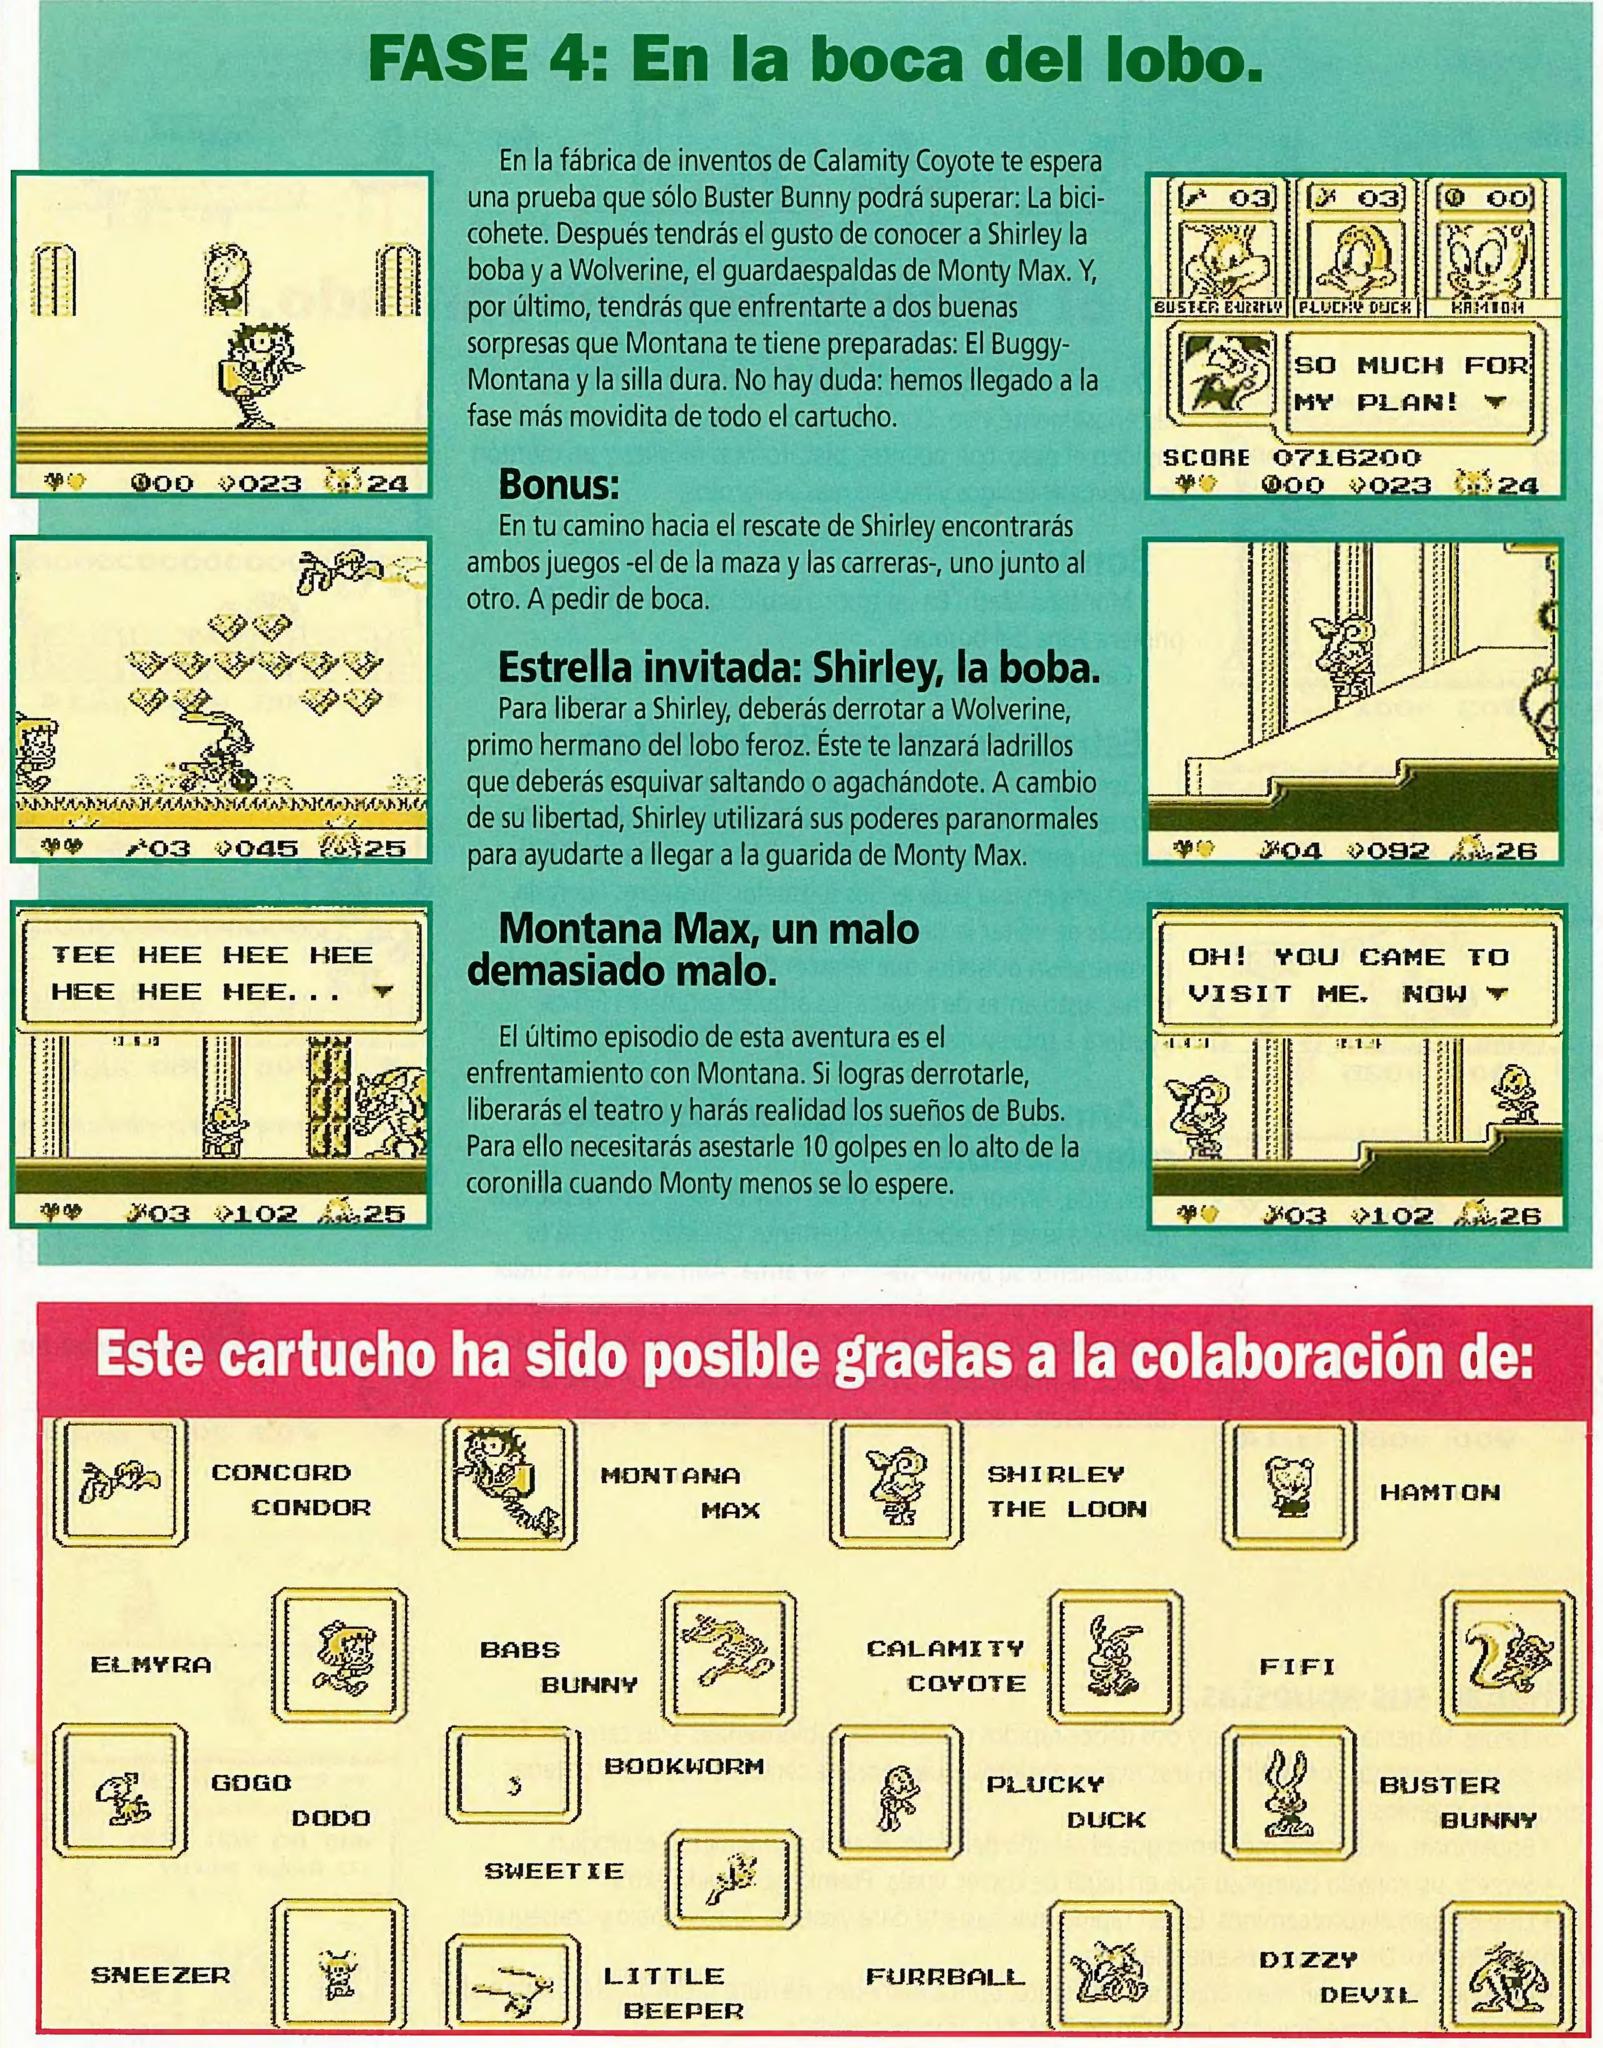 FASE 4: En la boca del lobo.
En la fábrica de inventos de Calamity Coyote te espera
una prueba que sólo Buster Bunny podrá superar: La bici-
cohete. Después tendrás el gusto de conocer a Shirley la
boba y a Wolverine, el guardaespaldas de Monty Max. Y,
por último, tendrás que enfrentarte a dos buenas
sorpresas que Montana te tiene preparadas: El Buggy-
Montana y la silla dura. No hay duda: hemos llegado a la
fase más movidita de todo el cartucho.
Bonus:
En tu camino hacia el rescate de Shirley encontrarás
ambos juegos -el de la maza y las carreras-, uno junto al
otro. A pedir de boca.
Estrella invitada: Shirley, la boba.
Para liberar a Shirley, deberás derrotar a Wolverine,
primo hermano del lobo feroz. Éste te lanzará ladrillos
que deberás esquivar saltando o agachándote. A cambio
de su libertad, Shirley utilizará sus poderes paranormales
para ayudarte a llegar a la guarida de Monty Max.
Montana Max, un malo
demasiado malo.
El último episodio de esta aventura es el
enfrentamiento con Montana. Si logras derrotarle,
liberarás el teatro y harás realidad los sueños de Bubs.
Para ello necesitarás asestarle 10 golpes en lo alto de la
coronilla cuando Monty menos se lo espere.
00 023 24
03 045 25
TEE HEE HEE HEE
HEE HEE HEE...
03 102 25
03 03 00
BUSTER BUNNY PLUCKY DUCK HAMTON
SO MUCH FOR
MY PLAN!
SCORE 0716200
00 023 24
04 092 26
OH! YOU CAME TO
VISIT ME. NOW
03 102 26
Este cartucho ha sido posible gracias a la colaboración de:
CONCORD
CONDOR
MONTANA
MAX
SHIRLEY
THE LOON
HAMTON
ELMYRA
BABS
BUNNY
CALAMITY
COYOTE
FIFI
GOGO
DODO
BOOKWORM
PLUCKY
DUCK
BUSTER
BUNNY
SWEETIE
SNEEZER
LITTLE
BEEPER
FURRBALL
DIZZY
DEVIL